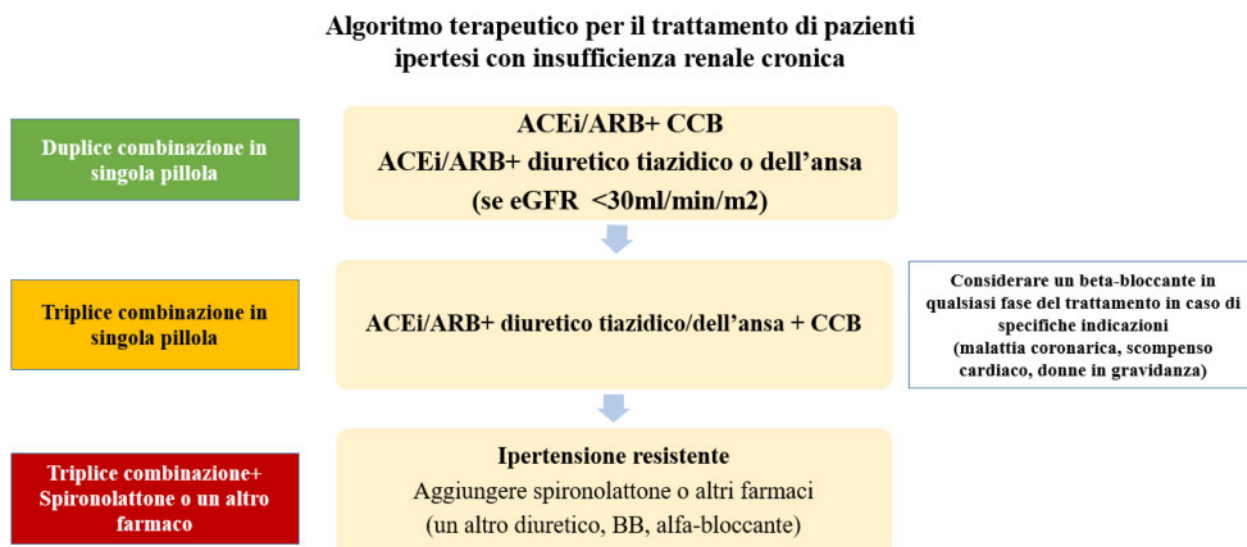 Algoritmo terapeutico per il trattamento di pazienti
ipertesi con insufficienza renale cronica
Duplice combinazione in
singola pillola
ACEi/ARB+ CCB
ACEi/ARB+ diuretico tiazidico o dell’ansa
(se eGFR <30ml/min/m2)
Triplice combinazione in
singola pillola
ACEi/ARB+ diuretico tiazidico/dell’ansa + CCB
Considerare un beta-bloccante in
qualsiasi fase del trattamento in caso di
specifiche indicazioni
(malattia coronarica, scompenso
cardiaco, donne in gravidanza)
Triplice combinazione+
Spironolattone o un altro
farmaco
Ipertensione resistente
Aggiungere spironolattone o altri farmaci
(un altro diuretico, BB, alfa-bloccante)